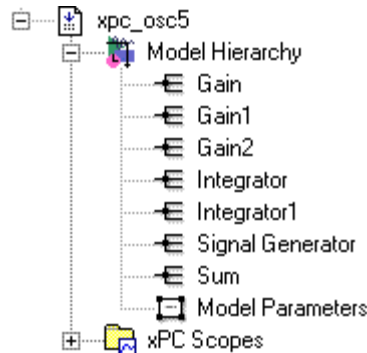 xpc_osc5
Model Hierarchy
Gain
Gain1
Gain2
Integrator
Integrator1
Signal Generator
Sum
Model Parameters
xPC Scopes